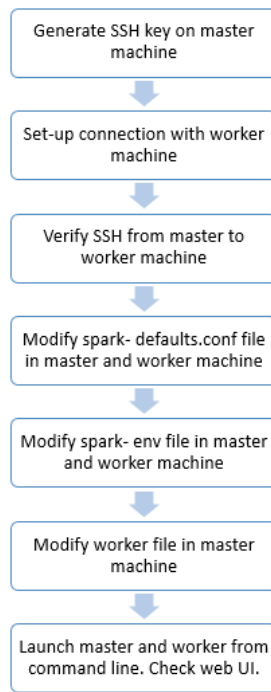 Generate SSH key on master
machine
Set-up connection with worker
machine
Verify SSH from master to
worker machine
Modify spark- defaults.conf file
in master and worker machine
Modify spark- env file in master
and worker machine
Modify worker file in master
machine
Launch master and worker from
command line. Check web UI.